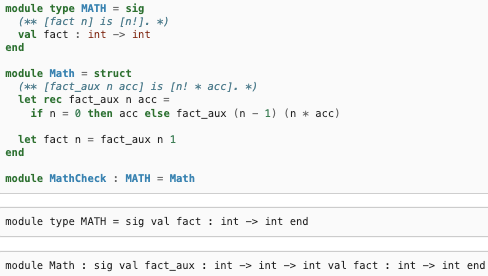 module type MATH = sig
  (** [fact n] is [n!]. *)
  val fact : int -> int
end

module Math = struct
  (** [fact_aux n acc] is [n! * acc]. *)
  let rec fact_aux n acc =
    if n = 0 then acc else fact_aux (n - 1) (n * acc)

  let fact n = fact_aux n 1
end

module MathCheck : MATH = Math
module type MATH = sig val fact : int -> int end
module Math : sig val fact_aux : int -> int -> int val fact : int -> int end